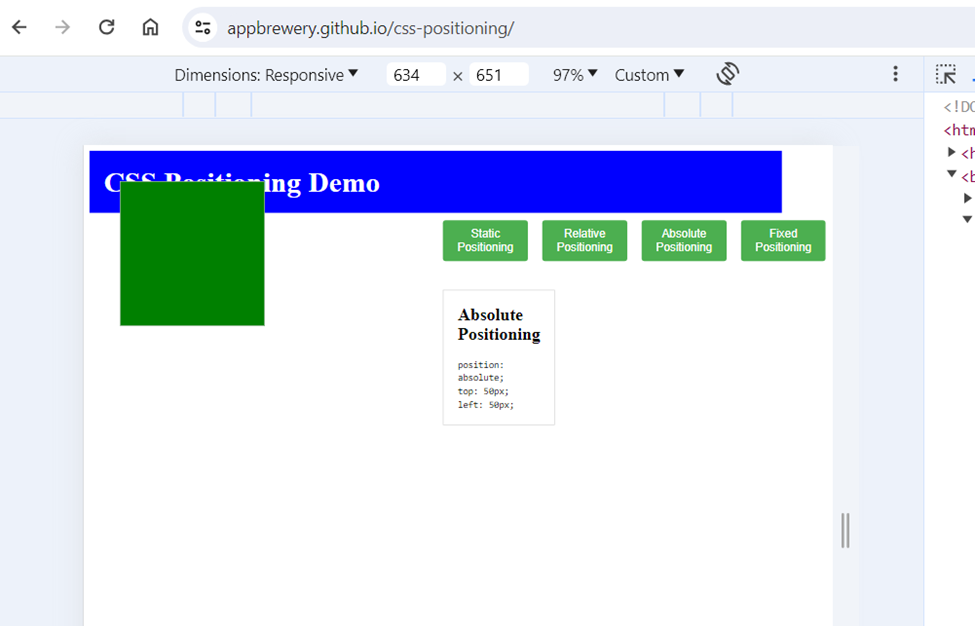 appbrewery.github.io/css-positioning/
Dimensions: Responsive 634 × 651 97% Custom
<!DO
<htm
<h
<b
CSS Positioning Demo
Static
Positioning
Relative
Positioning
Absolute
Positioning
Fixed
Positioning
Absolute
Positioning
position:
absolute;
top: 50px;
left: 50px;